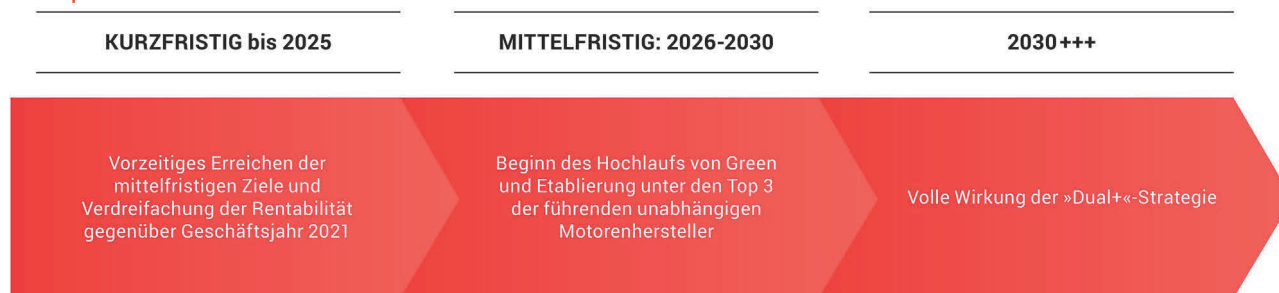 KURZFRISTIG bis 2025
MITTELFRISTIG: 2026-2030
2030+++
Vorzeitiges Erreichen der
mittelfristigen Ziele und
Verdreifachung der Rentabilität
gegenüber Geschäftsjahr 2021
Beginn des Hochlaufs von Green
und Etablierung unter den Top 3
der führenden unabhängigen
Motorenhersteller
Volle Wirkung der »Dual+«-Strategie